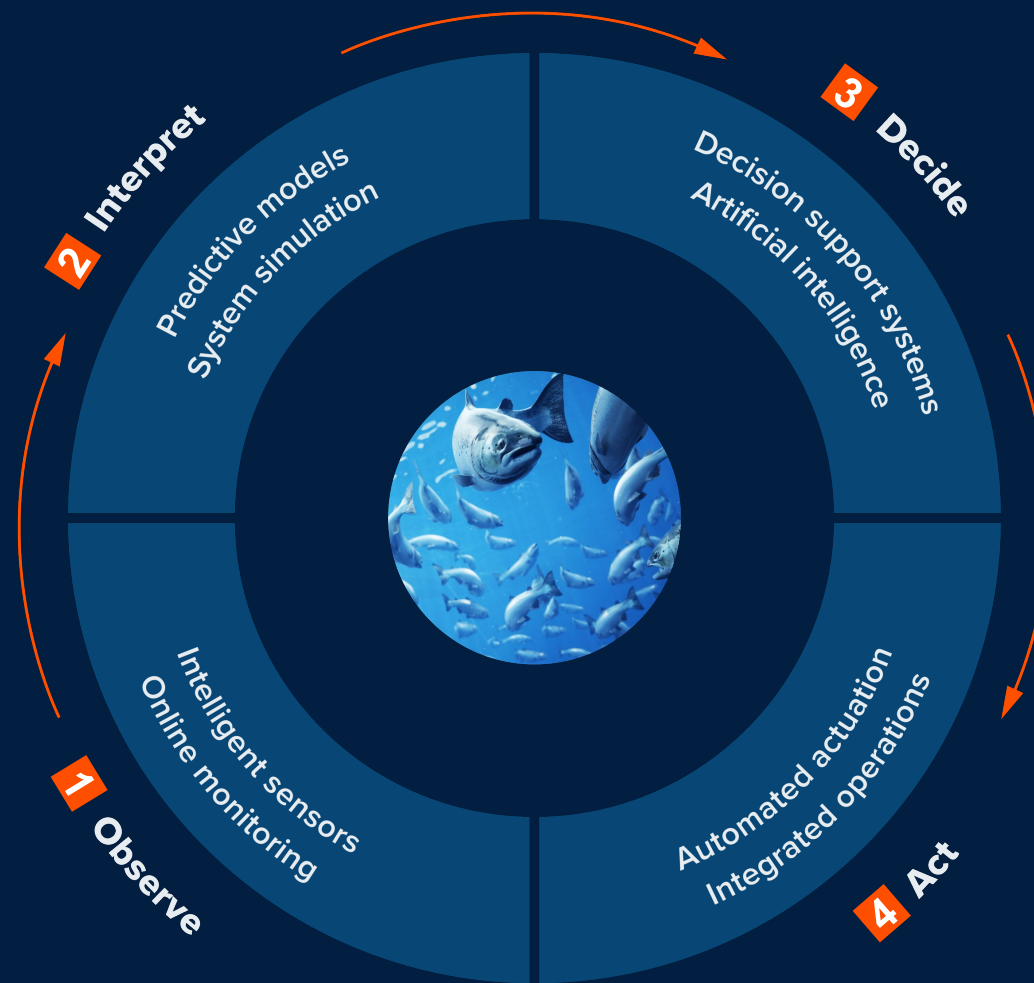 1 Observe
Intelligent sensors
Online monitoring
2 Interpret
Predictive models
System simulation
3 Decide
Decision support systems
Artificial intelligence
4 Act
Automated actuation
Integrated operations